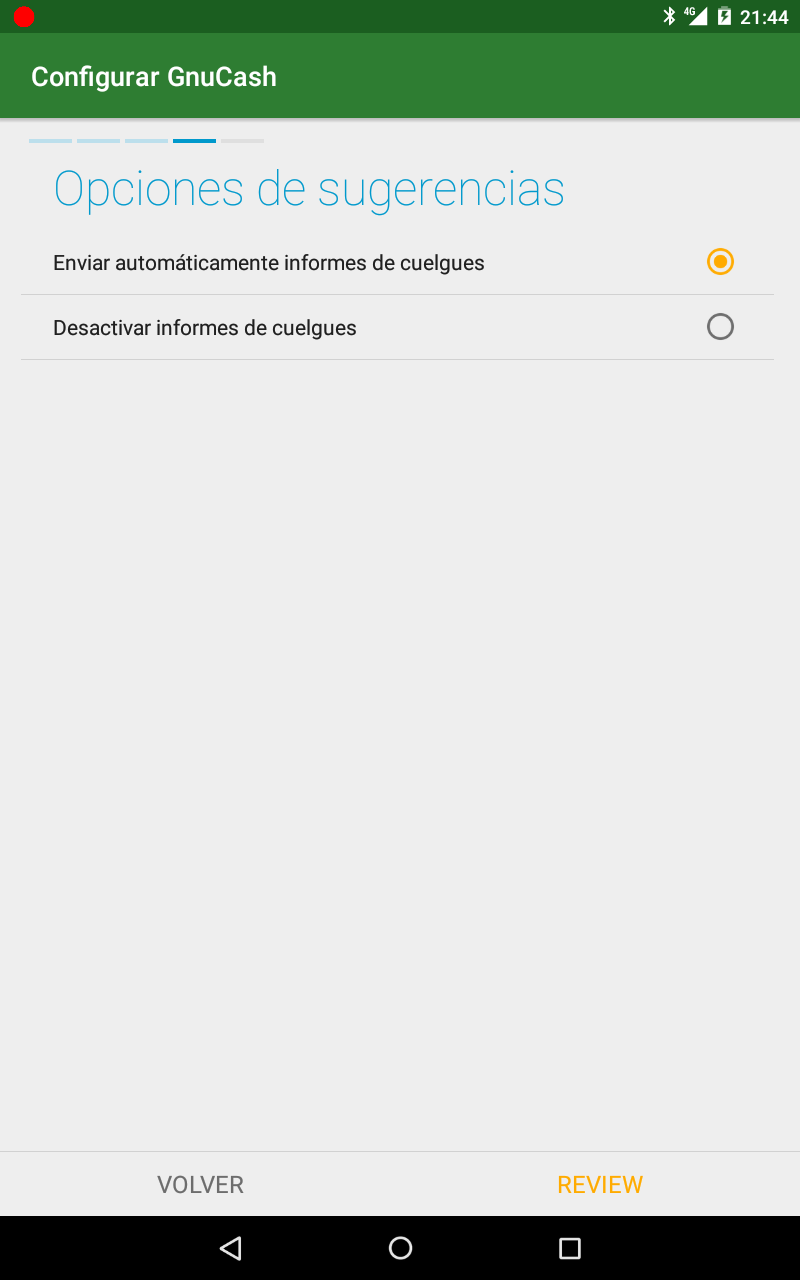 4G 21:44
Configurar GnuCash
Opciones de sugerencias
Enviar automáticamente informes de cuelgues
Desactivar informes de cuelgues
VOLVER REVIEW